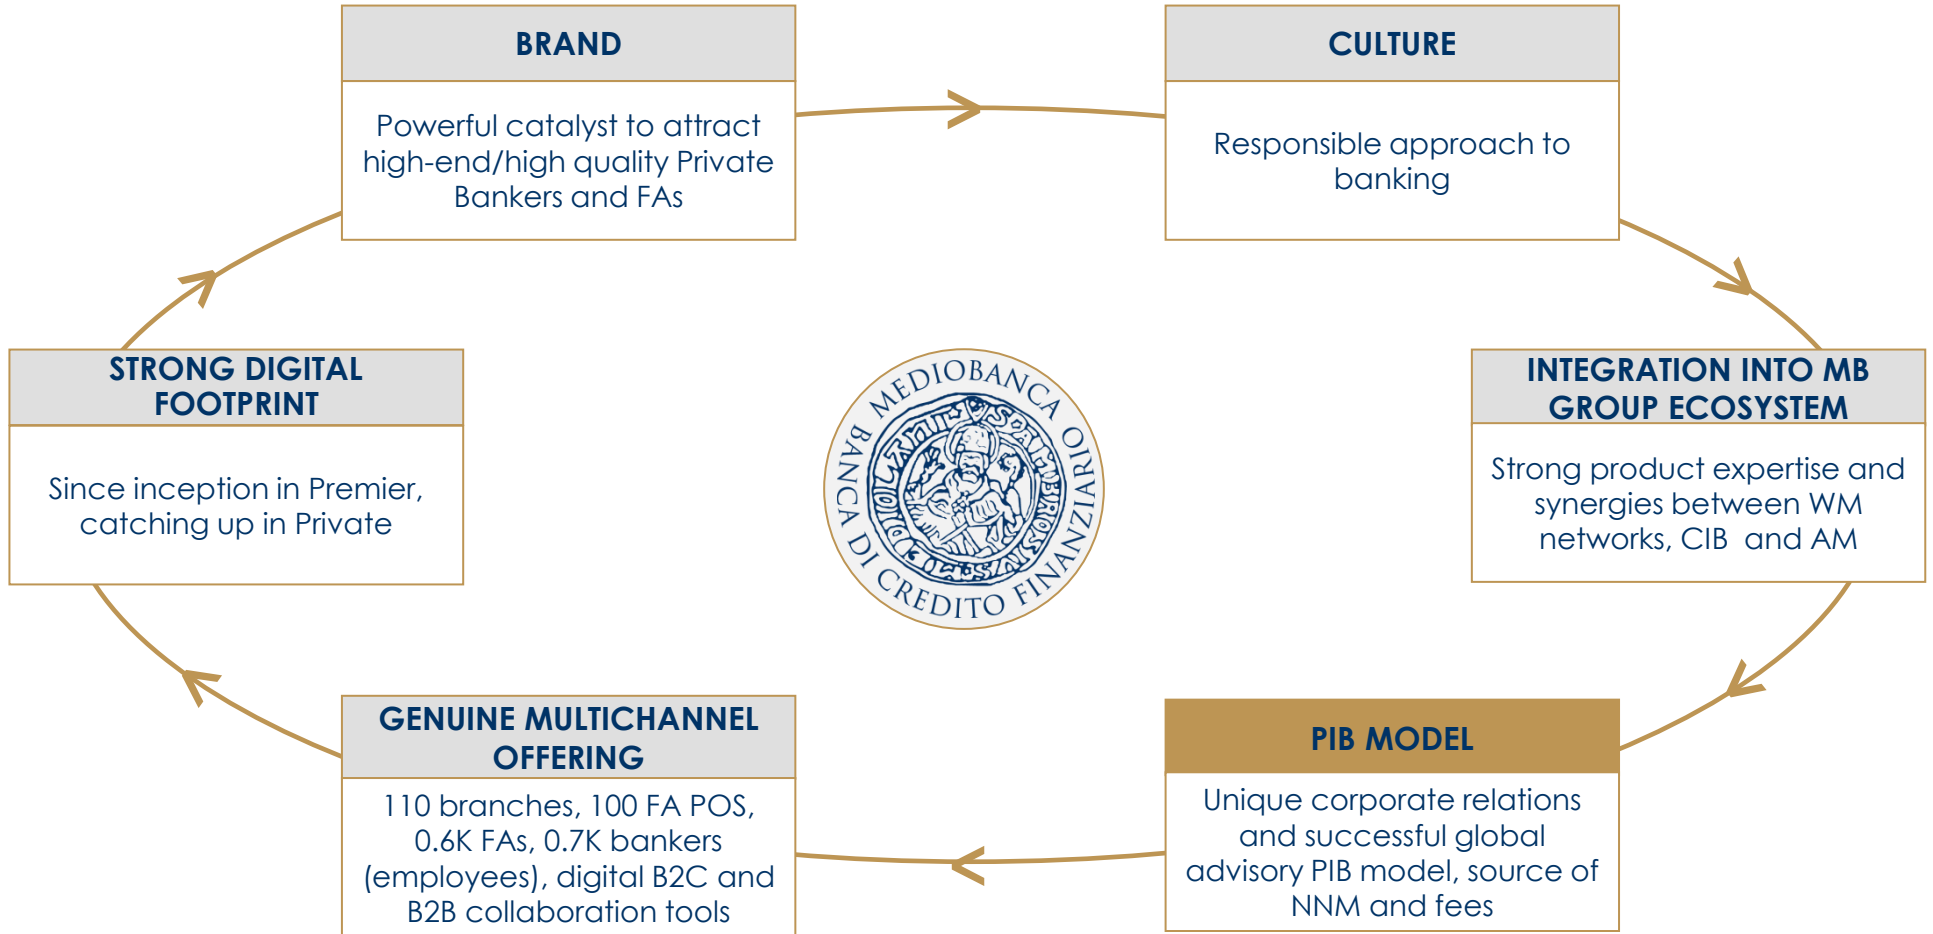 BRAND
Powerful catalyst to attract
high-end/high quality Private
Bankers and FAs
CULTURE
Responsible approach to
banking
STRONG DIGITAL
FOOTPRINT
Since inception in Premier,
catching up in Private
MEDIOBANCA
BANCA DI CREDITO FINANZIARIO
INTEGRATION INTO MB
GROUP ECOSYSTEM
Strong product expertise and
synergies between WM
networks, CIB and AM
GENUINE MULTICHANNEL
OFFERING
110 branches, 100 FA POS,
0.6K FAs, 0.7K bankers
(employees), digital B2C and
B2B collaboration tools
PIB MODEL
Unique corporate relations
and successful global
advisory PIB model, source of
NNM and fees